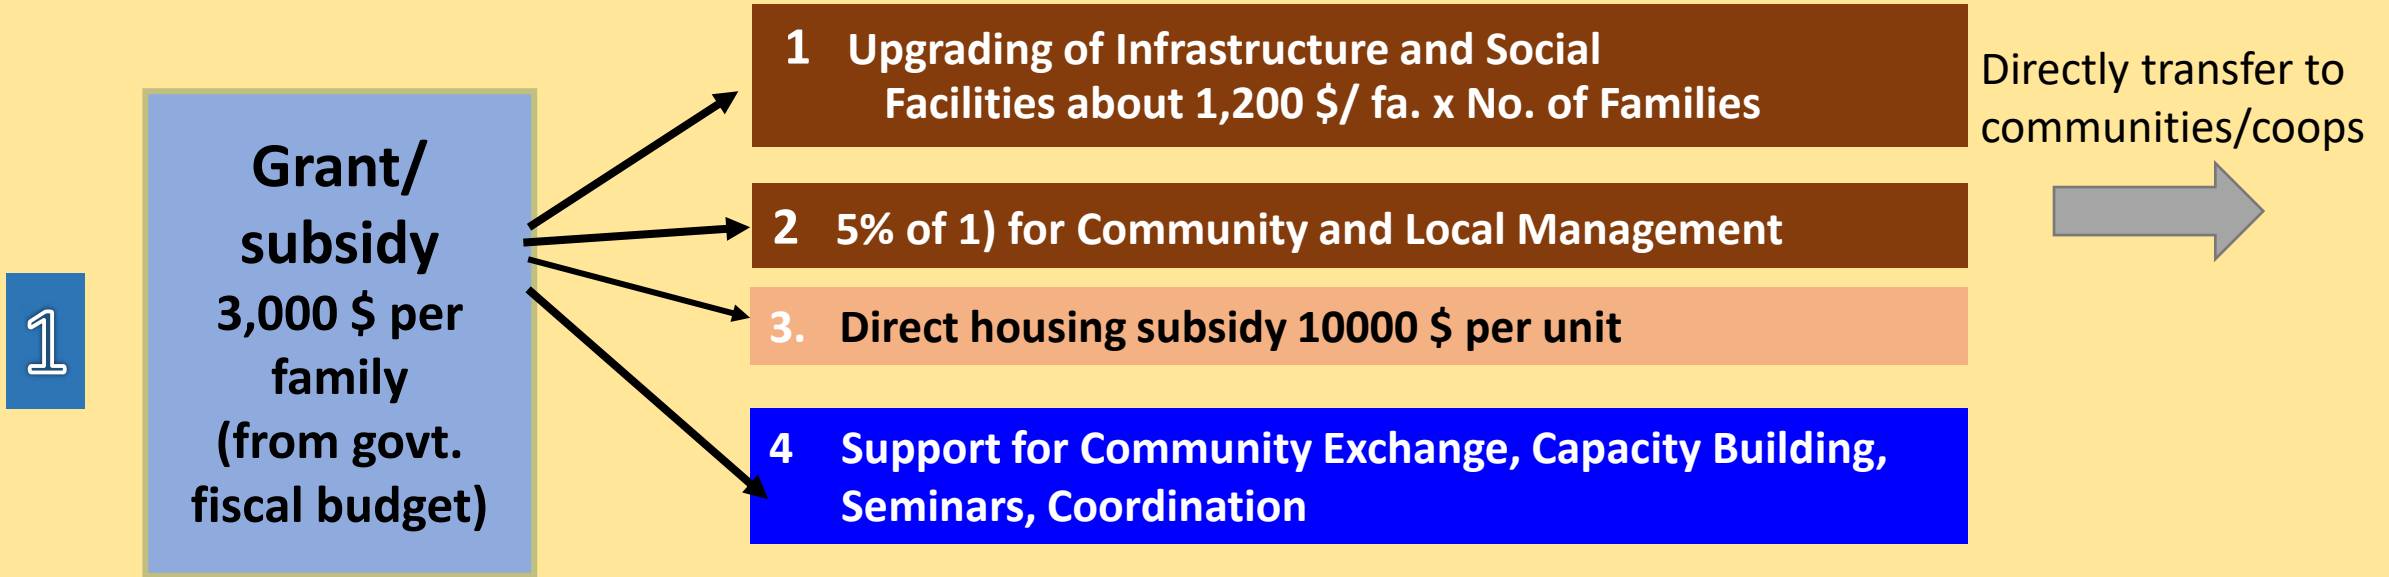 1
Grant/
subsidy
3,000 $ per
family
(from govt.
fiscal budget)
1 Upgrading of Infrastructure and Social
Facilities about 1,200 $/ fa. x No. of Families
2 5% of 1) for Community and Local Management
3. Direct housing subsidy 10000 $ per unit
4 Support for Community Exchange, Capacity Building,
Seminars, Coordination
Directly transfer to
communities/coops